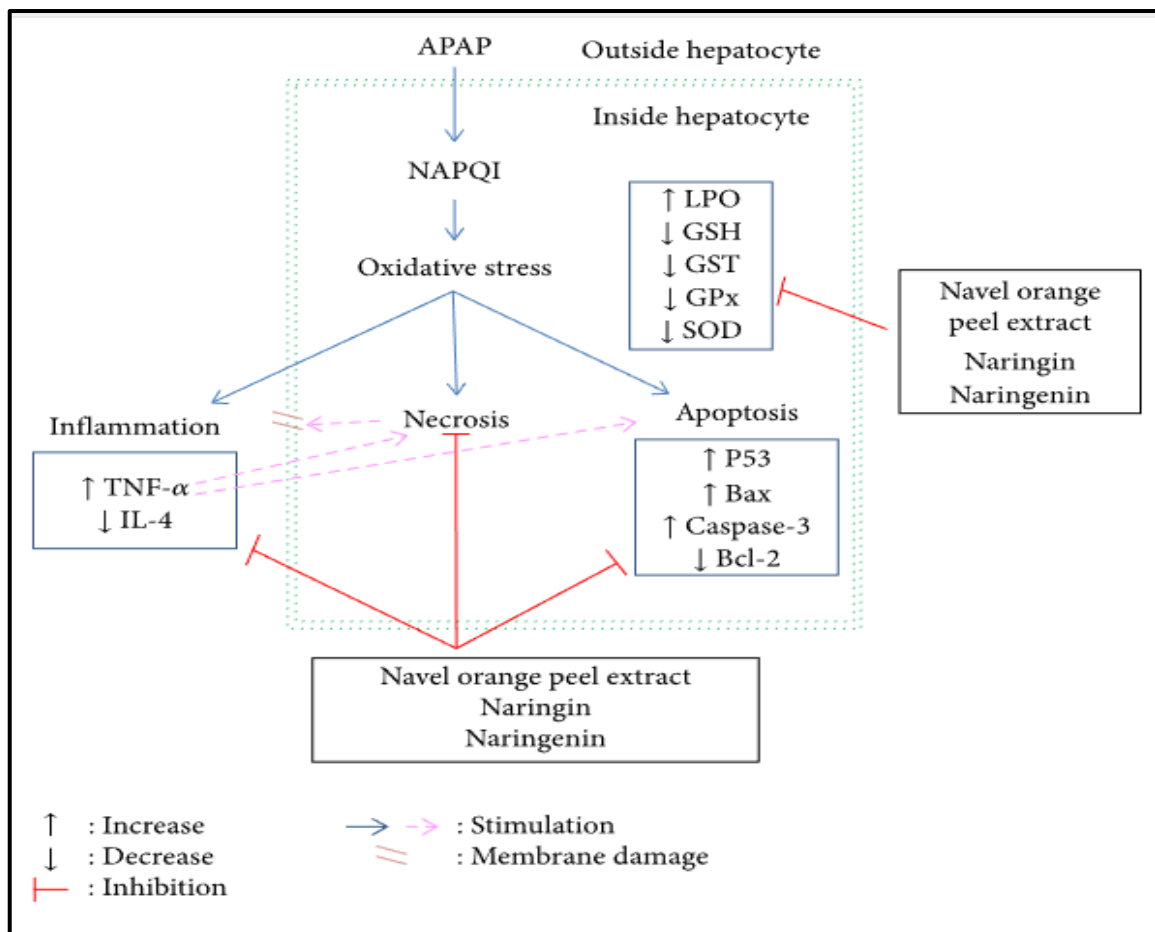 APAP
Outside hepatocyte
Inside hepatocyte
NAPQI
Oxidative stress
↑ LPO
↓ GSH
↓ GST
↓ GPx
↓ SOD
Navel orange
peel extract
Naringin
Naringenin
Inflammation
↑ TNF-α
↓ IL-4
Necrosis
Apoptosis
↑ P53
↑ Bax
↑ Caspase-3
↓ Bcl-2
Navel orange peel extract
Naringin
Naringenin
↑ : Increase
↓ : Decrease
: Inhibition
: Stimulation
: Membrane damage